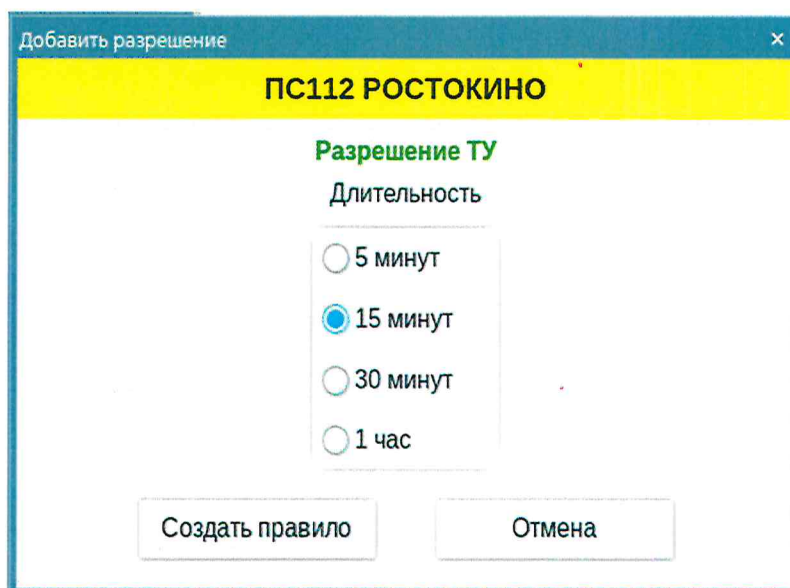 Добавить разрешение
ПС112 РОСТОКИНО
Разрешение ТУ
Длительность
5 минут
15 минут
30 минут
1 час
Создать правило
Отмена